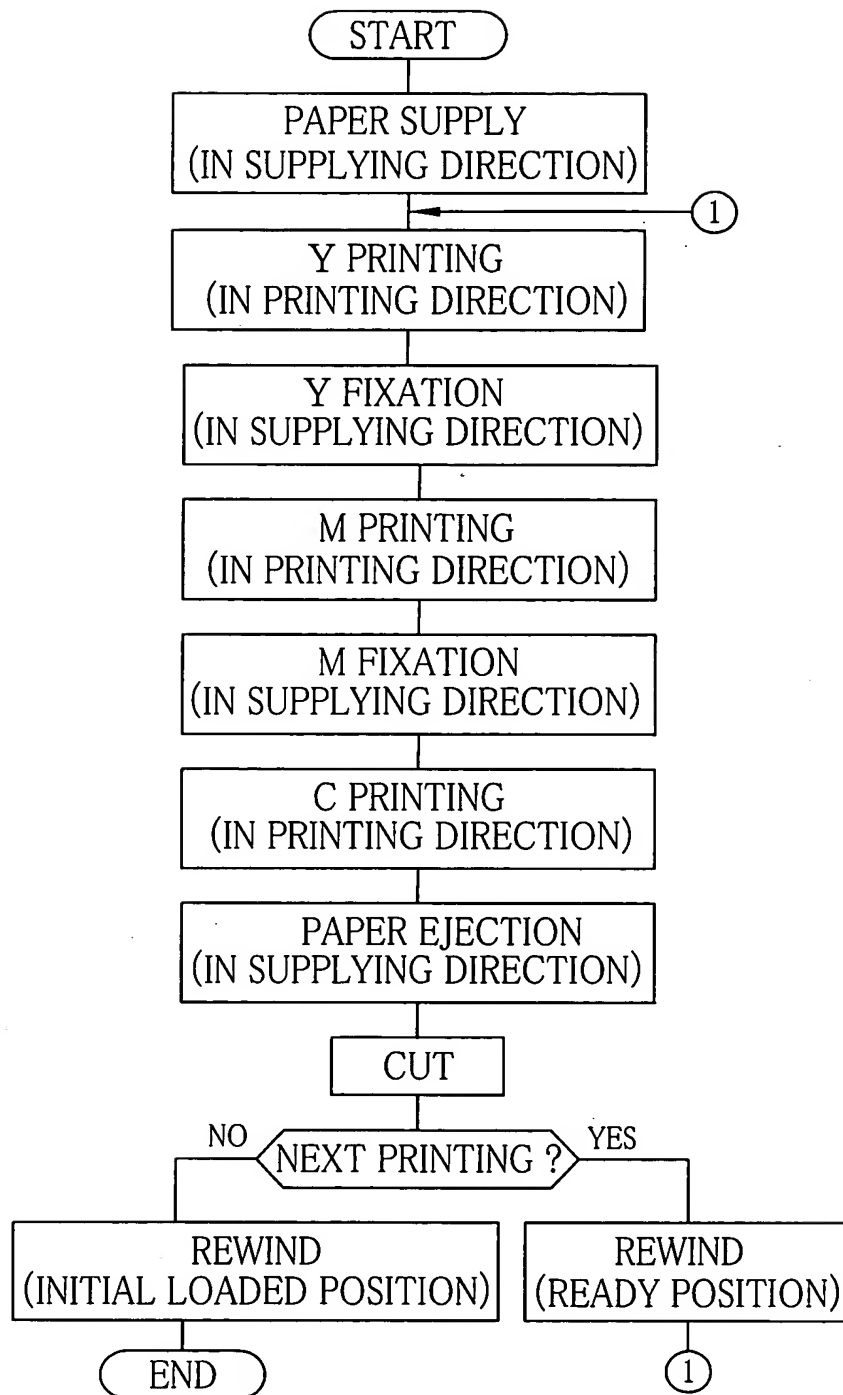 START
PAPER SUPPLY
(IN SUPPLYING DIRECTION)
1
Y PRINTING
(IN PRINTING DIRECTION)
Y FIXATION
(IN SUPPLYING DIRECTION)
M PRINTING
(IN PRINTING DIRECTION)
M FIXATION
(IN SUPPLYING DIRECTION)
C PRINTING
(IN PRINTING DIRECTION)
PAPER EJECTION
(IN SUPPLYING DIRECTION)
CUT
NO
NEXT PRINTING ?
YES
REWIND
(INITIAL LOADED POSITION)
REWIND
(READY POSITION)
END
1